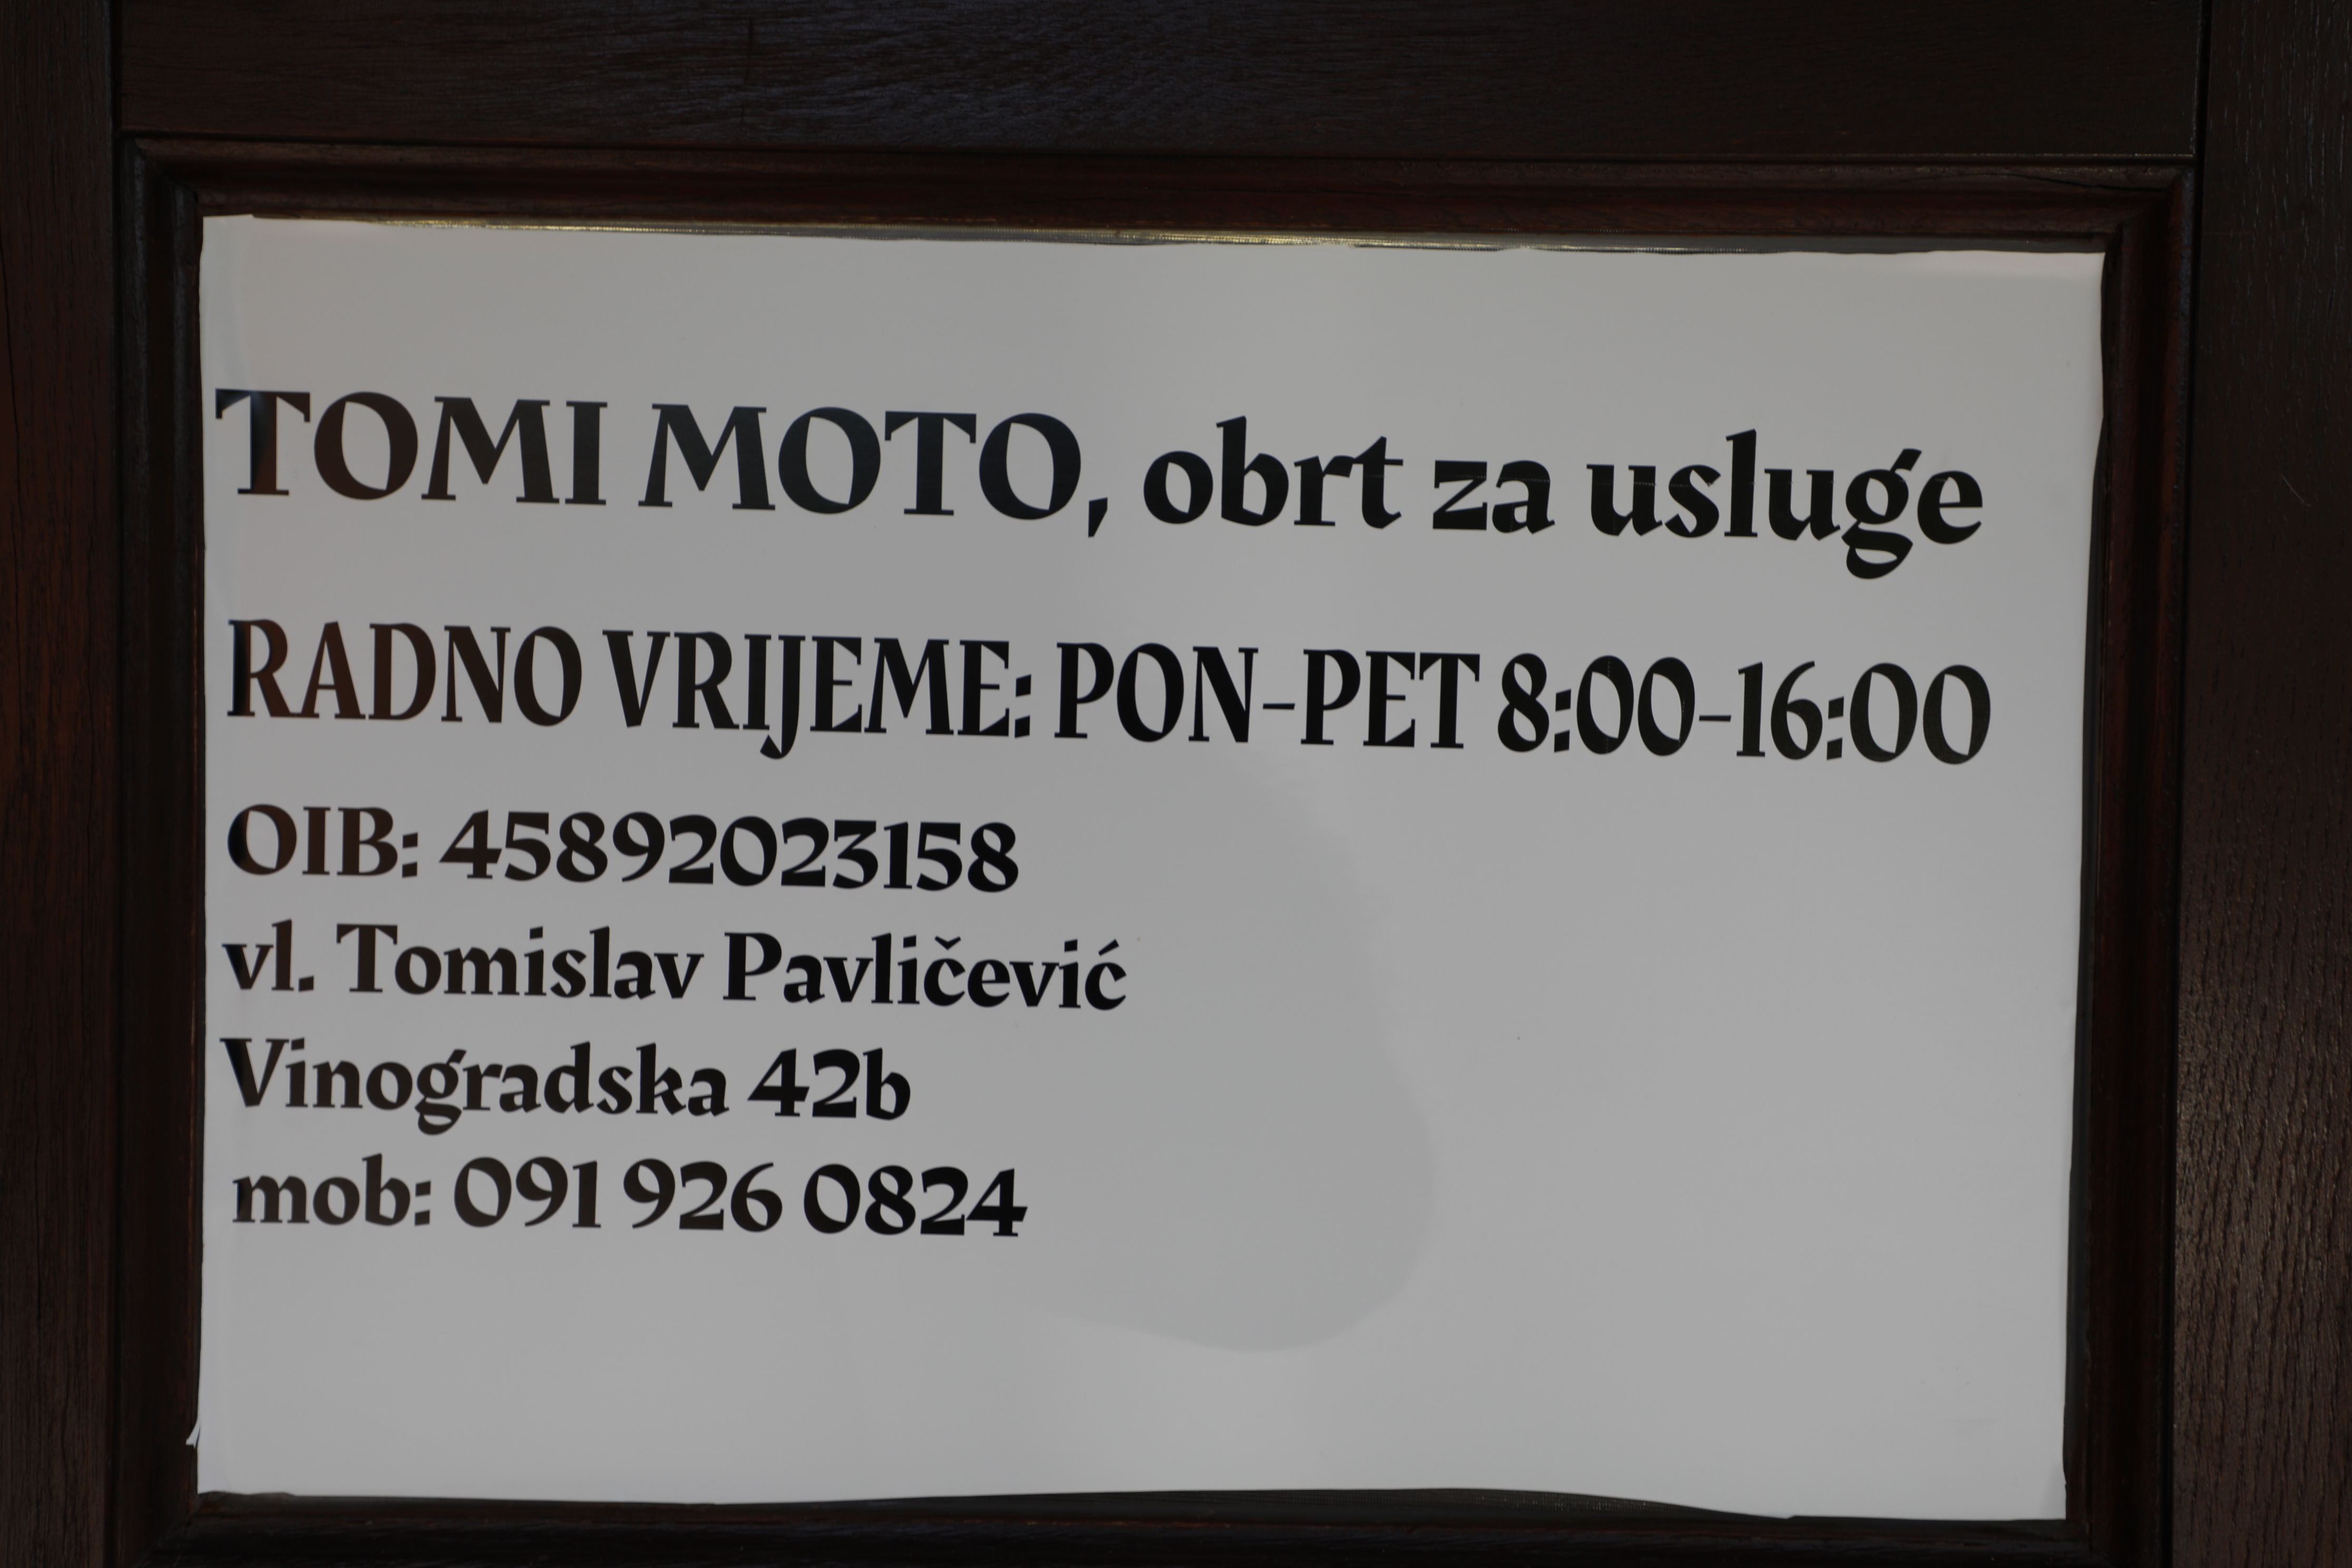 TOMI MOTO, obrt za usluge
RADNO VRIJEME: PON-PET 8:00-16:00
OIB: 45892023158
vl. Tomislav Pavličević
Vinogradska 42b
mob: 091 926 0824